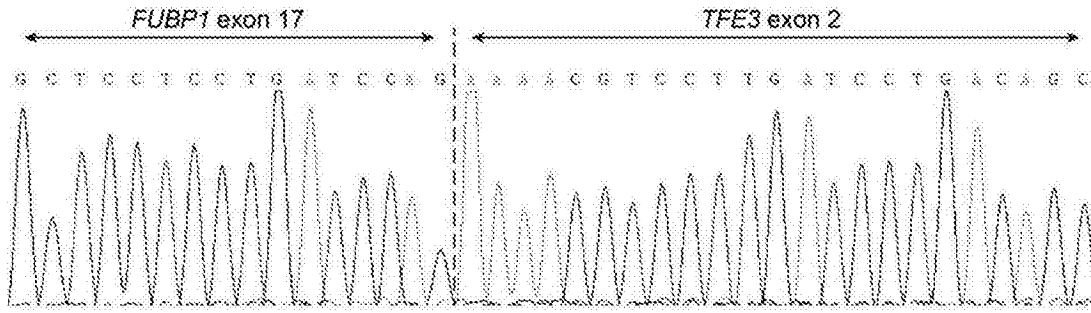 FUBP1 exon 17 TFE3 exon 2
G C T C C T C C T G A T C C A G A A A A C G T C C T T G A T C C T G A C A G C